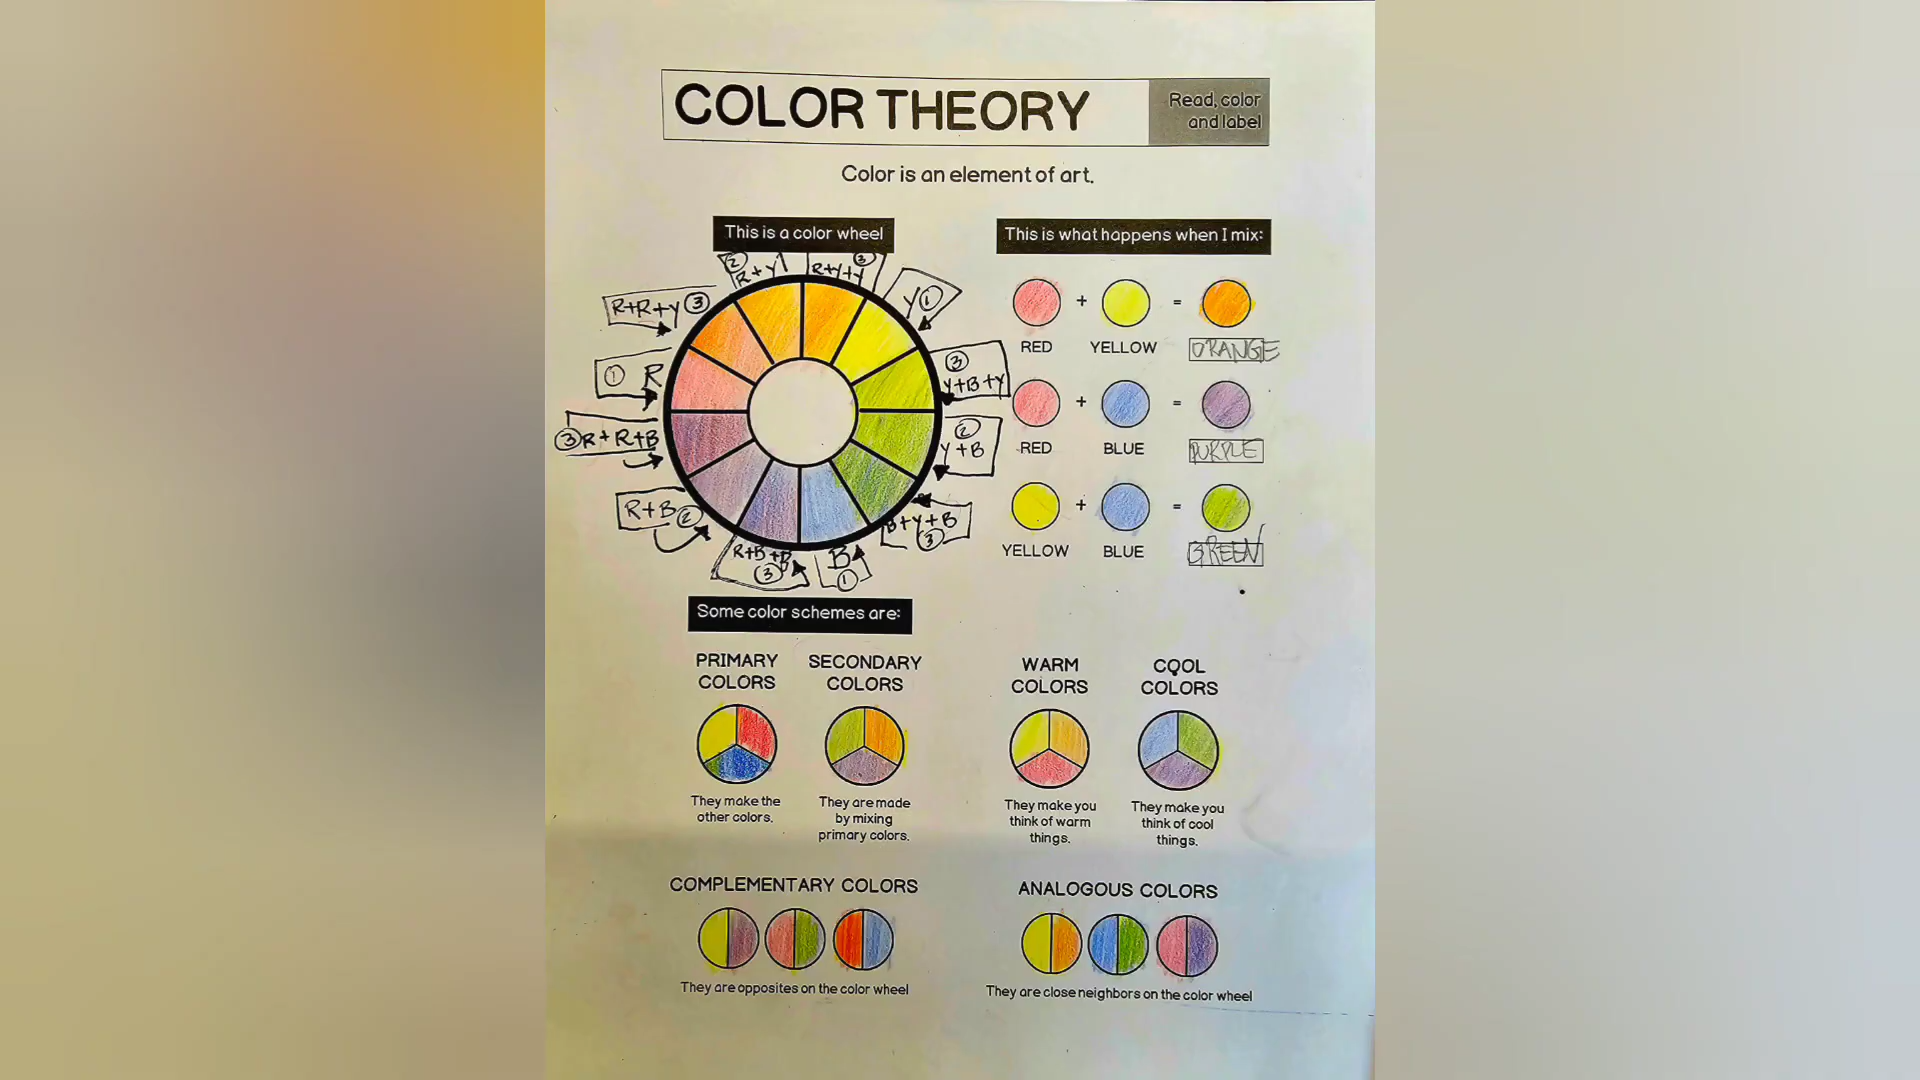 COLOR THEORY
Read, color
and label
Color is an element of art.
This is a color wheel
② R+Y
R+Y+Y ③
Y①
③ Y+B+Y
② Y+B
B+Y+B ③
B ①
R+B+B ③
R+B②
③R+R+B
① R
R+R+Y③
This is what happens when I mix:
+ =
RED YELLOW ORANGE
+ =
RED BLUE PURPLE
+ =
YELLOW BLUE GREEN
Some color schemes are:
PRIMARY
COLORS
They make the
other colors.
SECONDARY
COLORS
They are made
by mixing
primary colors.
WARM
COLORS
They make you
think of warm
things.
COOL
COLORS
They make you
think of cool
things.
COMPLEMENTARY COLORS
They are opposites on the color wheel
ANALOGOUS COLORS
They are close neighbors on the color wheel